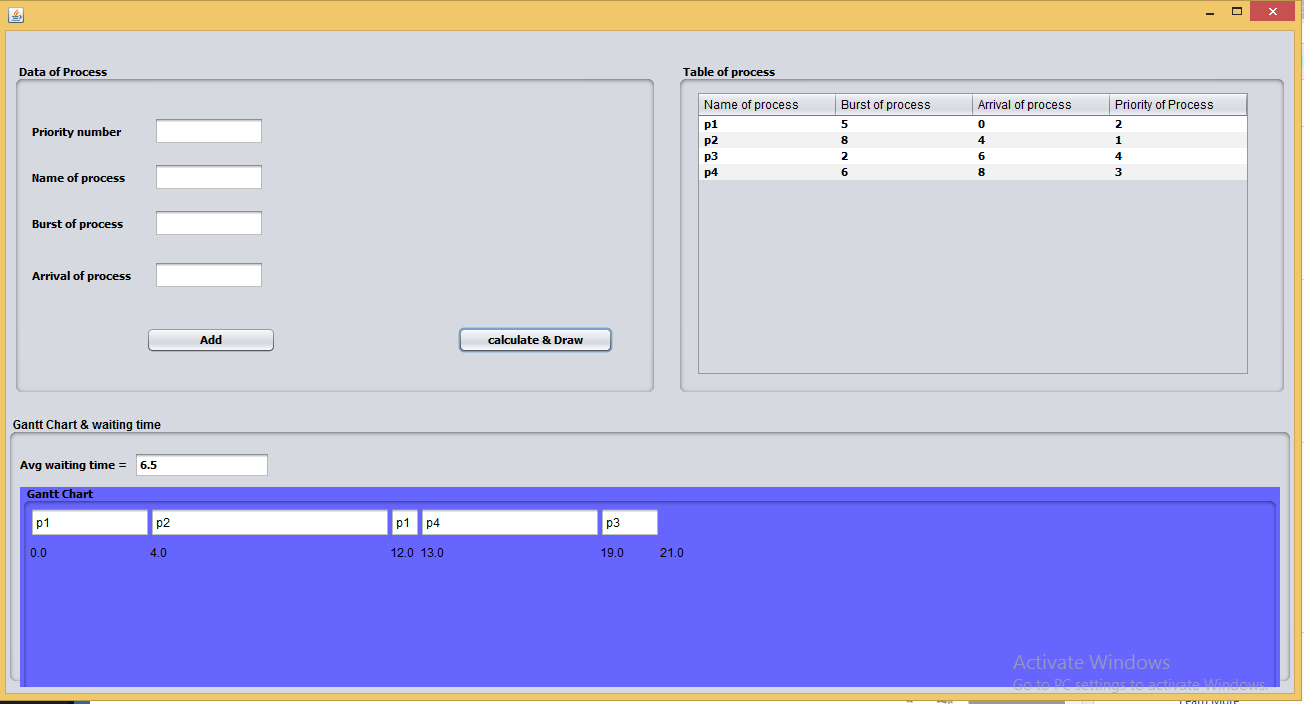 Data of Process
Priority number
Name of process
Burst of process
Arrival of process
Add calculate & Draw
Table of process
Name of process Burst of process Arrival of process Priority of Process
p1 5 0 2
p2 8 4 1
p3 2 6 4
p4 6 8 3
Gantt Chart & waiting time
Avg waiting time = 6.5
Gantt Chart
p1 p2 p1 p4 p3
0.0 4.0 12.0 13.0 19.0 21.0
Activate Windows
Go to PC settings to activate Windows.
Learn More